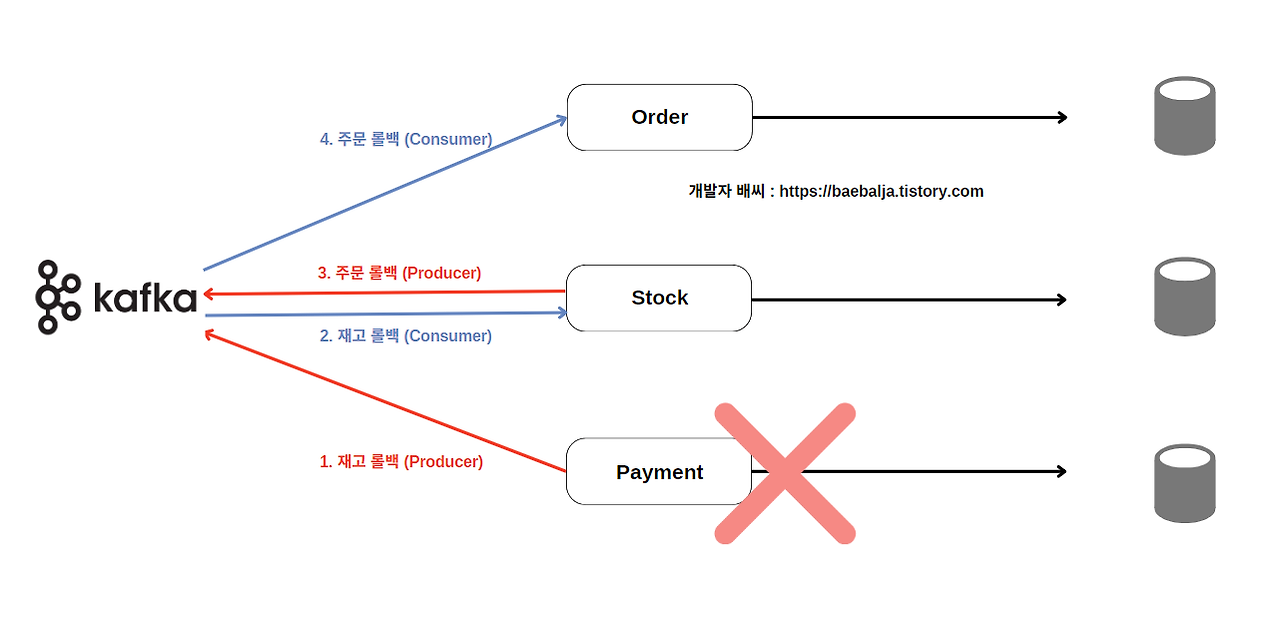 Order
4. 주문 롤백 (Consumer)
개발자 배씨 : https://baebalja.tistory.com
3. 주문 롤백 (Producer)
kafka
Stock
2. 재고 롤백 (Consumer)
1. 재고 롤백 (Producer)
Payment